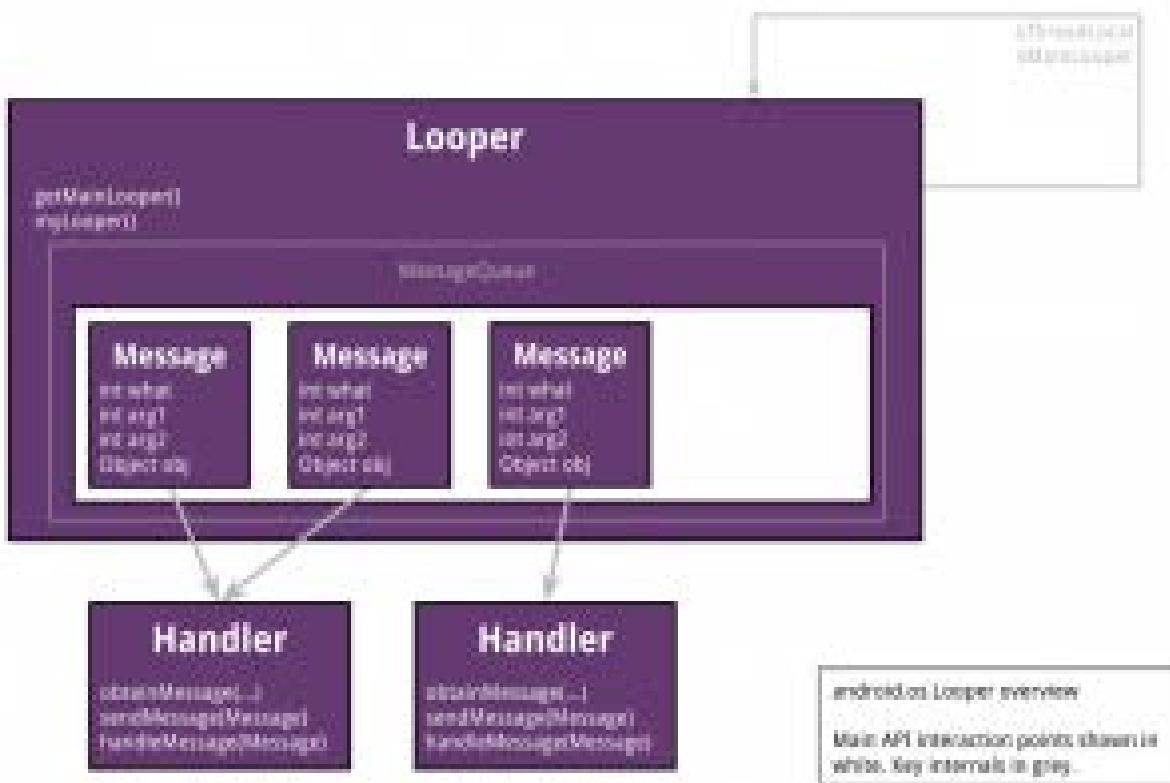 sThreadLocal
sMainLooper
Looper
getMainLooper()
myLooper()
MessageQueue
Message
int what
int arg1
int arg2
Object obj
Message
int what
int arg1
int arg2
Object obj
Message
int what
int arg1
int arg2
Object obj
Handler
obtainMessage(...)
sendMessage(Message)
handleMessage(Message)
Handler
obtainMessage(...)
sendMessage(Message)
handleMessage(Message)
android.os Looper overview
Main API interaction points shown in
white. Key internals in grey.